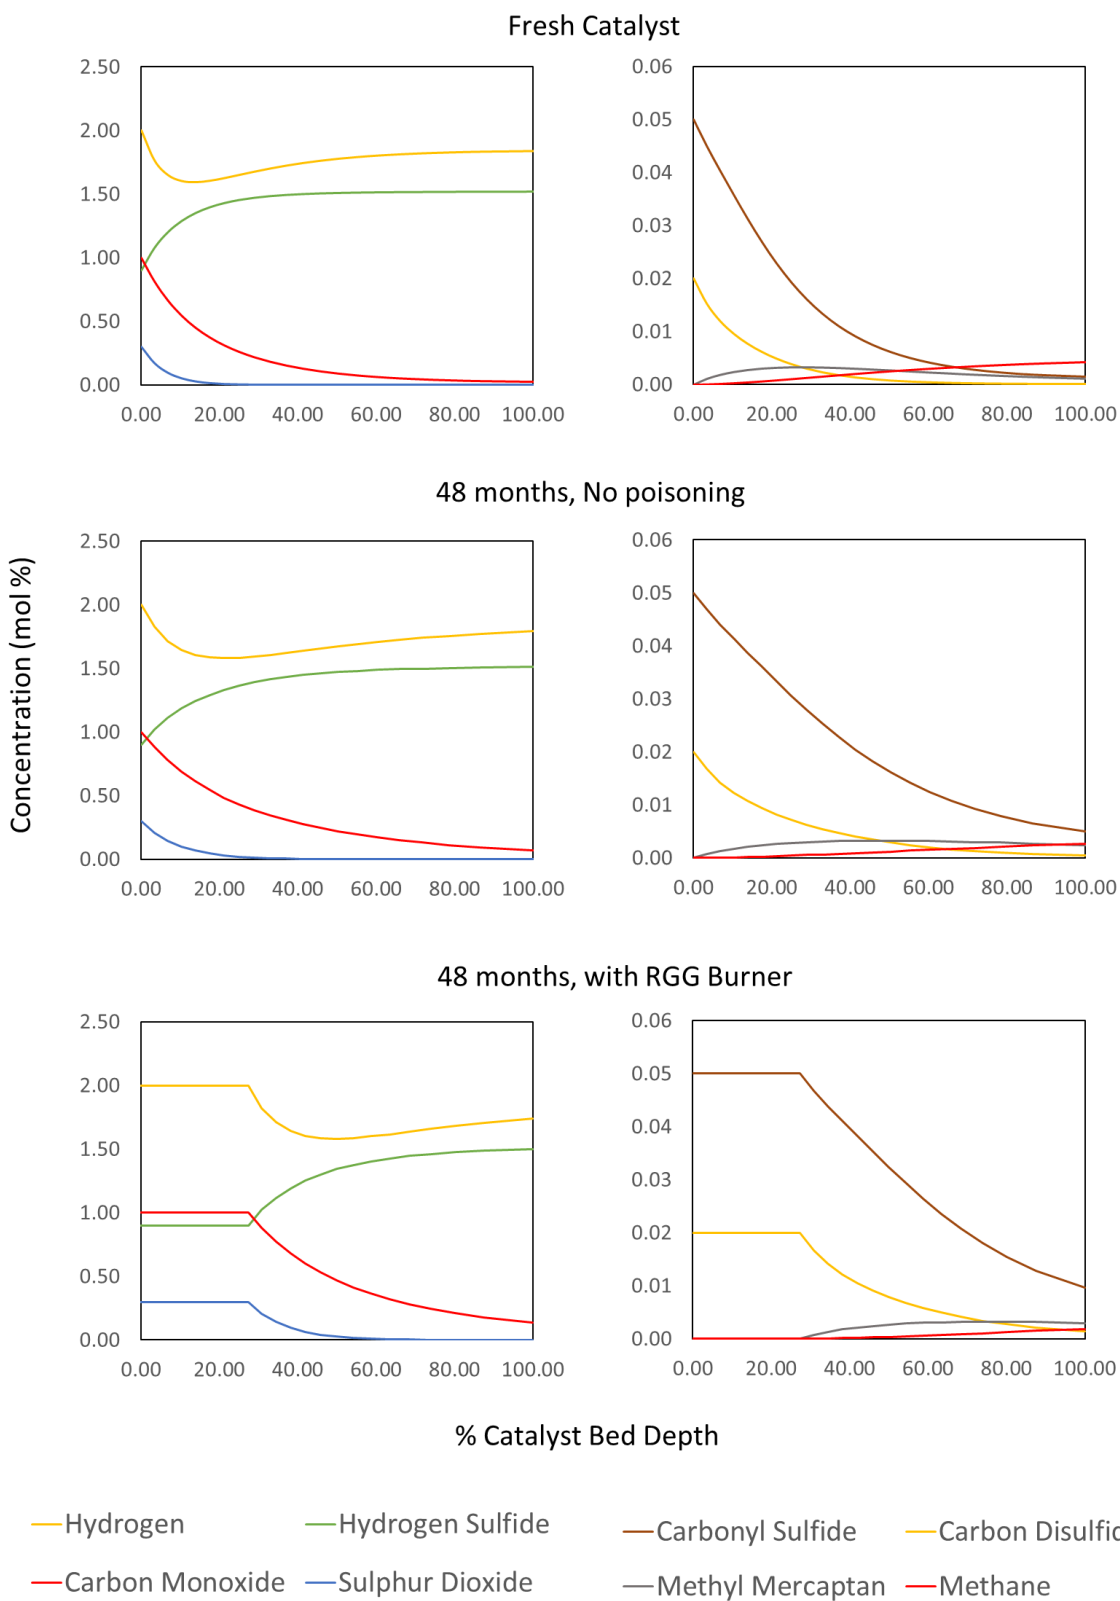 Fresh Catalyst
2.50
2.00
1.50
1.00
0.50
0.00
0.00 20.00 40.00 60.00 80.00 100.00
0.06
0.05
0.04
0.03
0.02
0.01
0.00
0.00 20.00 40.00 60.00 80.00 100.00
48 months, No poisoning
Concentration (mol %)
2.50
2.00
1.50
1.00
0.50
0.00
0.00 20.00 40.00 60.00 80.00 100.00
0.06
0.05
0.04
0.03
0.02
0.01
0.00
0.00 20.00 40.00 60.00 80.00 100.00
48 months, with RGG Burner
2.50
2.00
1.50
1.00
0.50
0.00
0.00 20.00 40.00 60.00 80.00 100.00
0.06
0.05
0.04
0.03
0.02
0.01
0.00
0.00 20.00 40.00 60.00 80.00 100.00
% Catalyst Bed Depth
Hydrogen Hydrogen Sulfide
Carbon Monoxide Sulphur Dioxide
Carbonyl Sulfide Carbon Disulfid
Methyl Mercaptan Methane